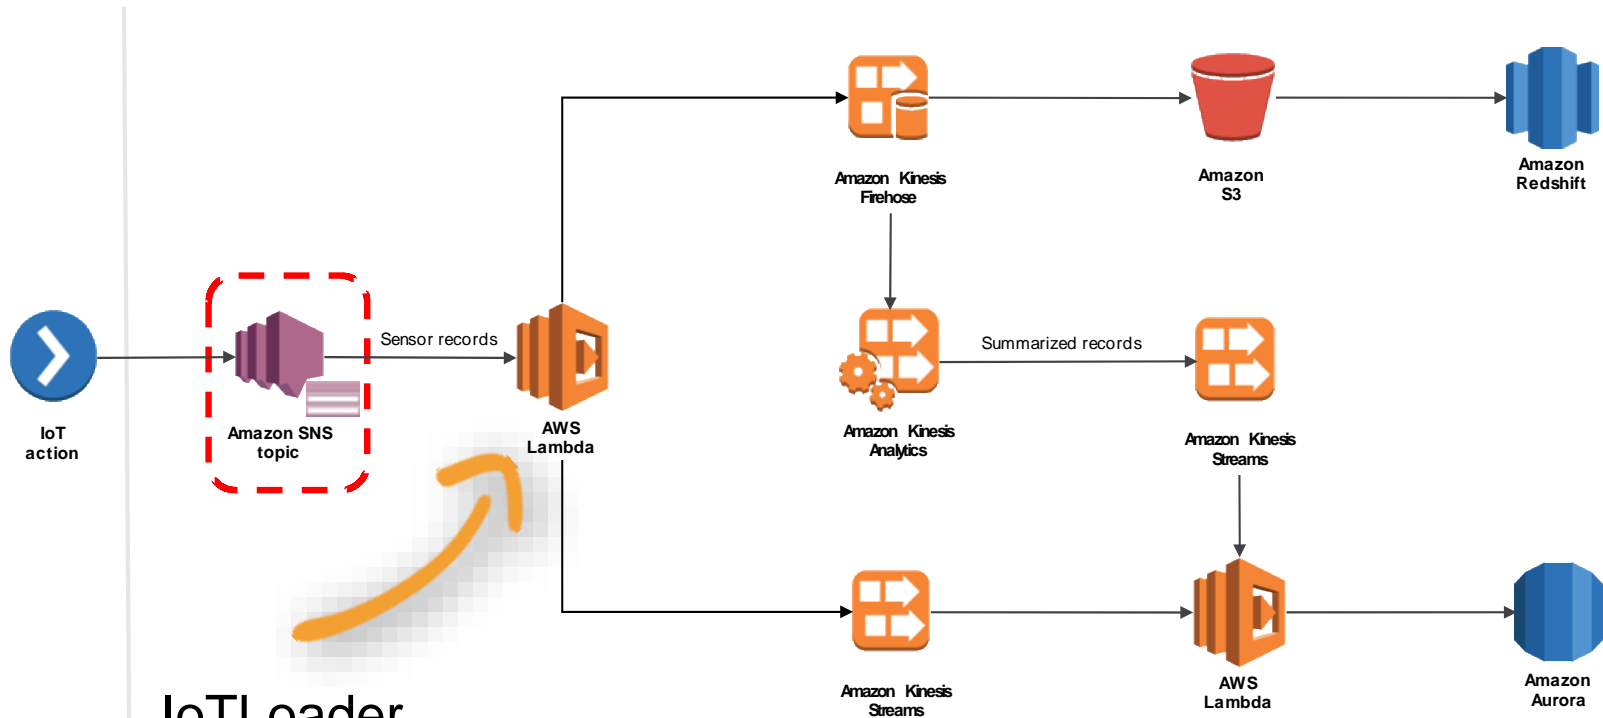 Amazon Kinesis
Firehose
Amazon
S3
Amazon
Redshift
IoT
action
Amazon SNS
topic
Sensor records
AWS
Lambda
Amazon Kinesis
Analytics
Summarized records
Amazon Kinesis
Streams
Amazon Kinesis
Streams
AWS
Lambda
Amazon
Aurora
IoTLoader